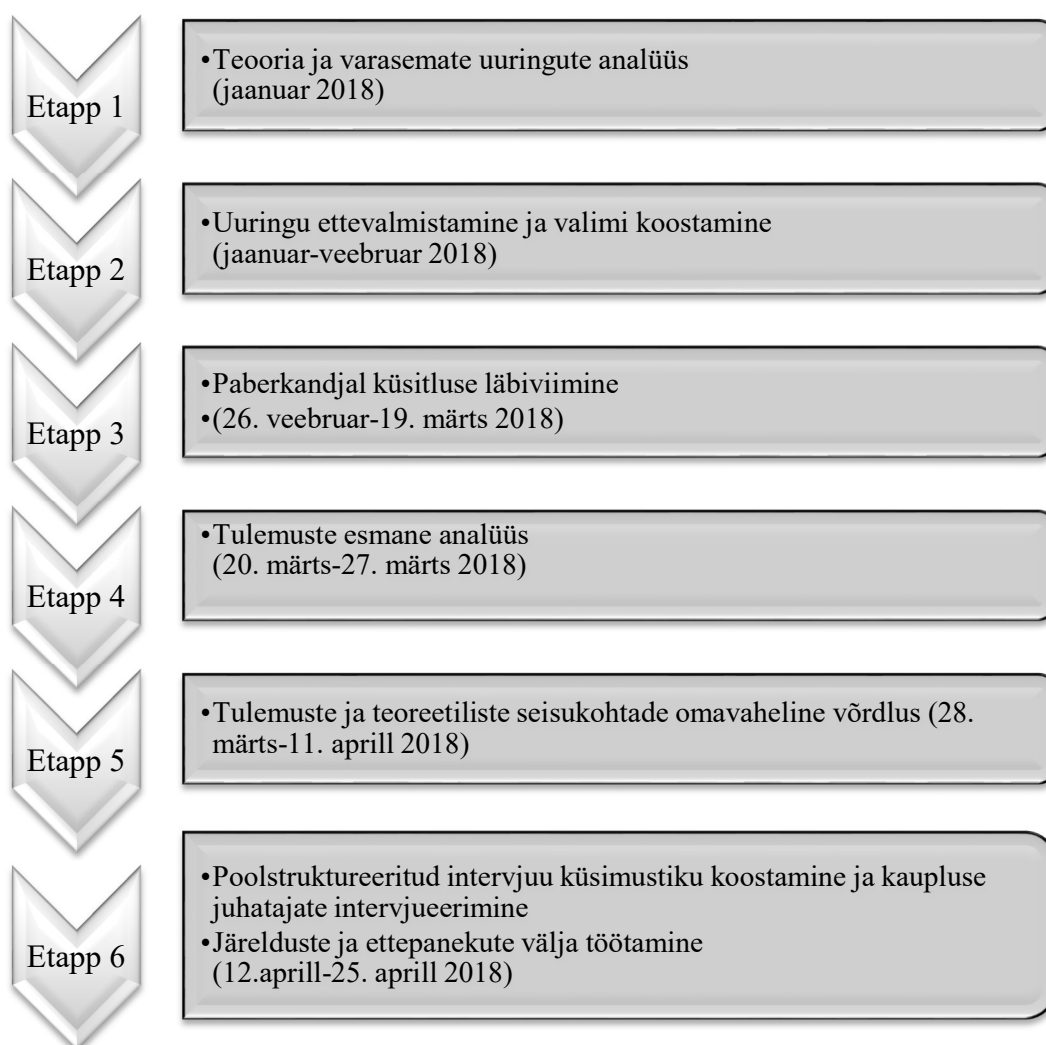 Etapp 1
•Teooria ja varasemate uuringute analüüs
(jaanuar 2018)
Etapp 2
•Uuringu ettevalmistamine ja valimi koostamine
(jaanuar-veebruar 2018)
Etapp 3
•Paberkandjal küsitluse läbiviimine
•(26. veebruar-19. märts 2018)
Etapp 4
•Tulemuste esmane analüüs
(20. märts-27. märts 2018)
Etapp 5
•Tulemuste ja teoreetiliste seisukohtade omavaheline võrdlus (28.
märts-11. aprill 2018)
Etapp 6
•Poolstruktureeritud intervjuu küsimustiku koostamine ja kaupluse
juhatajate intervjueerimine
•Järelduste ja ettepanekute välja töötamine
(12.aprill-25. aprill 2018)